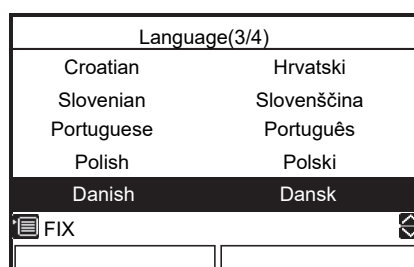 Language(3/4)
Croatian Hrvatski
Slovenian Slovenščina
Portuguese Português
Polish Polski
Danish Dansk
FIX